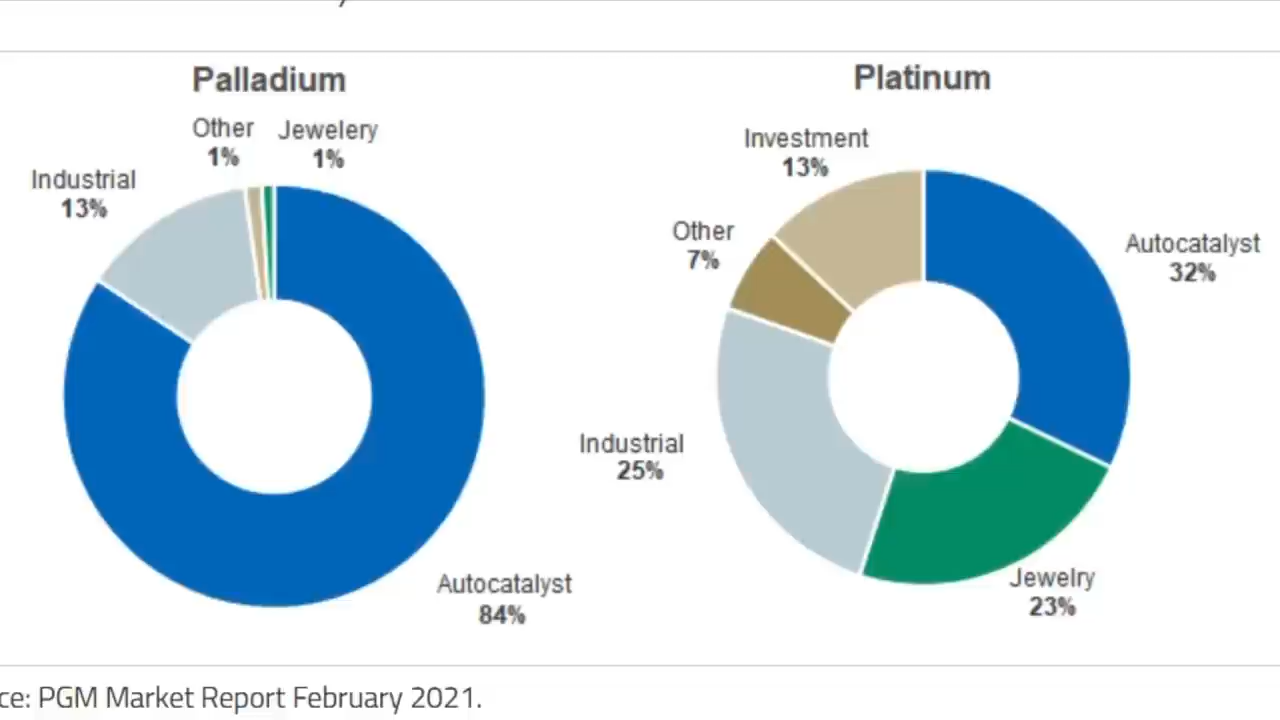 Palladium
Other
1%
Jewelery
1%
Industrial
13%
Autocatalyst
84%
Platinum
Investment
13%
Other
7%
Autocatalyst
32%
Industrial
25%
Jewelry
23%
ce: PGM Market Report February 2021.